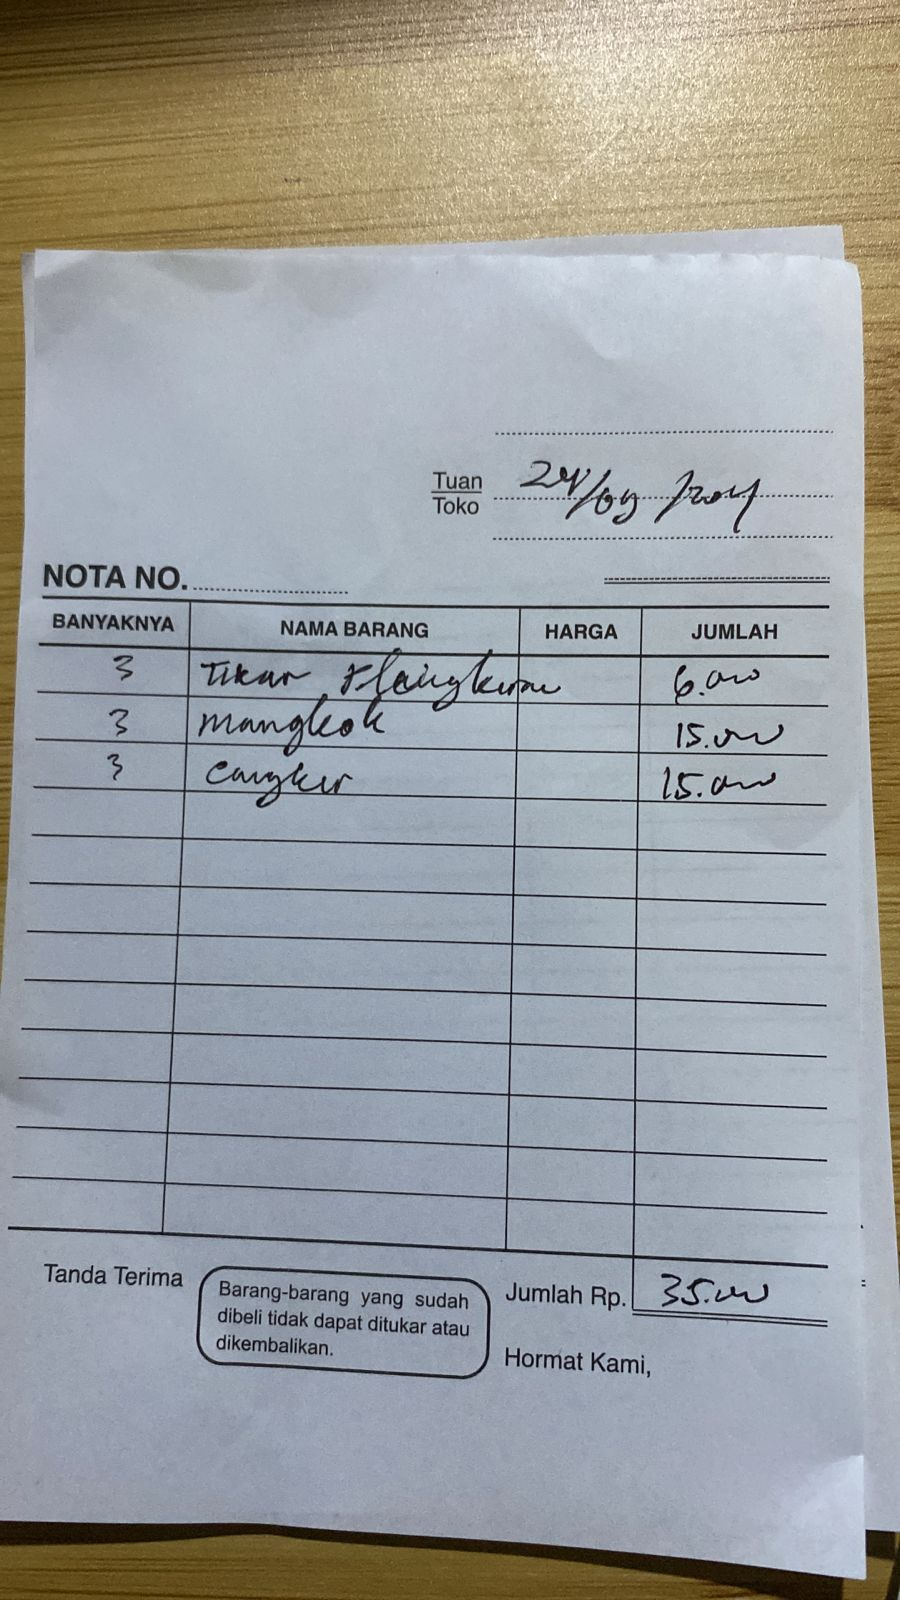 Tuan
Toko
24/09
NOTA NO.
BANYAKNYA NAMA BARANG HARGA JUMLAH
3 Tikar 6.000
3 mangkok 15.000
3 cangkir 15.000
Tanda Terima
Barang-barang yang sudah
dibeli tidak dapat ditukar atau
dikembalikan.
Jumlah Rp. 35.000
Hormat Kami,